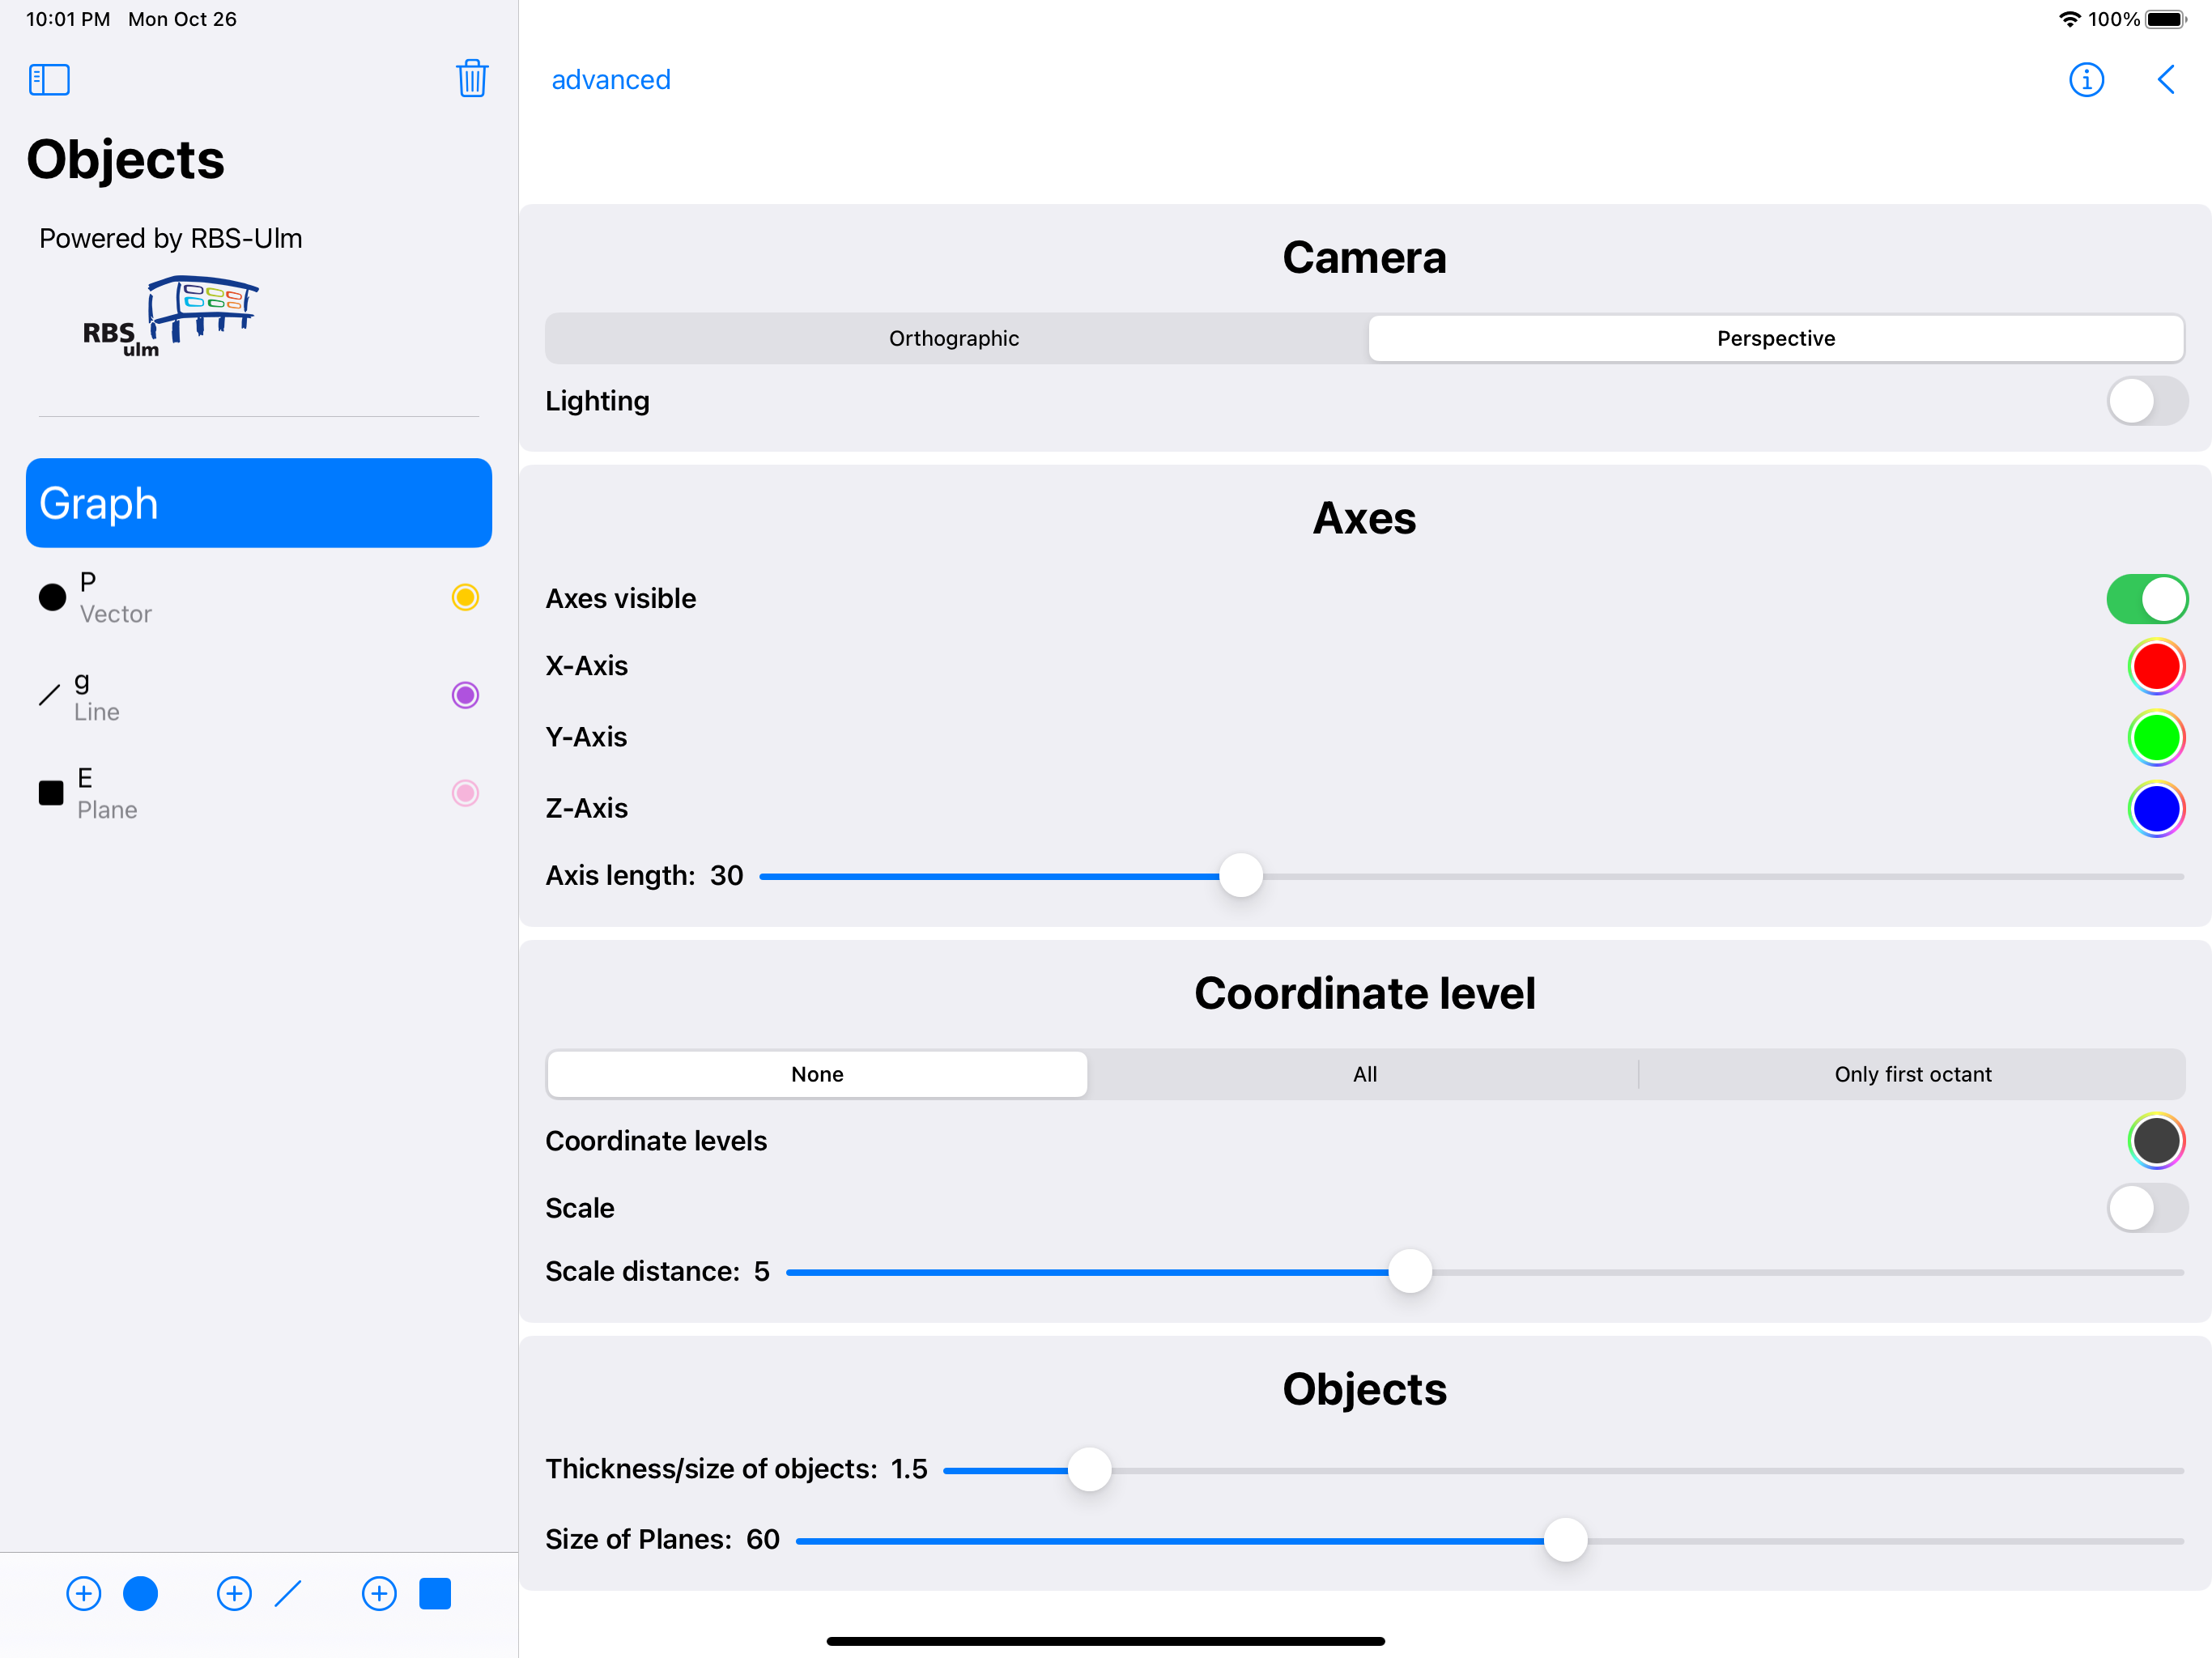 10:01 PM Mon Oct 26
100%
Objects
Powered by RBS-Ulm
RBS
ulm
Graph
P
Vector
g
Line
E
Plane
advanced
Camera
Orthographic Perspective
Lighting
Axes
Axes visible
X-Axis
Y-Axis
Z-Axis
Axis length: 30
Coordinate level
None All Only first octant
Coordinate levels
Scale
Scale distance: 5
Objects
Thickness/size of objects: 1.5
Size of Planes: 60